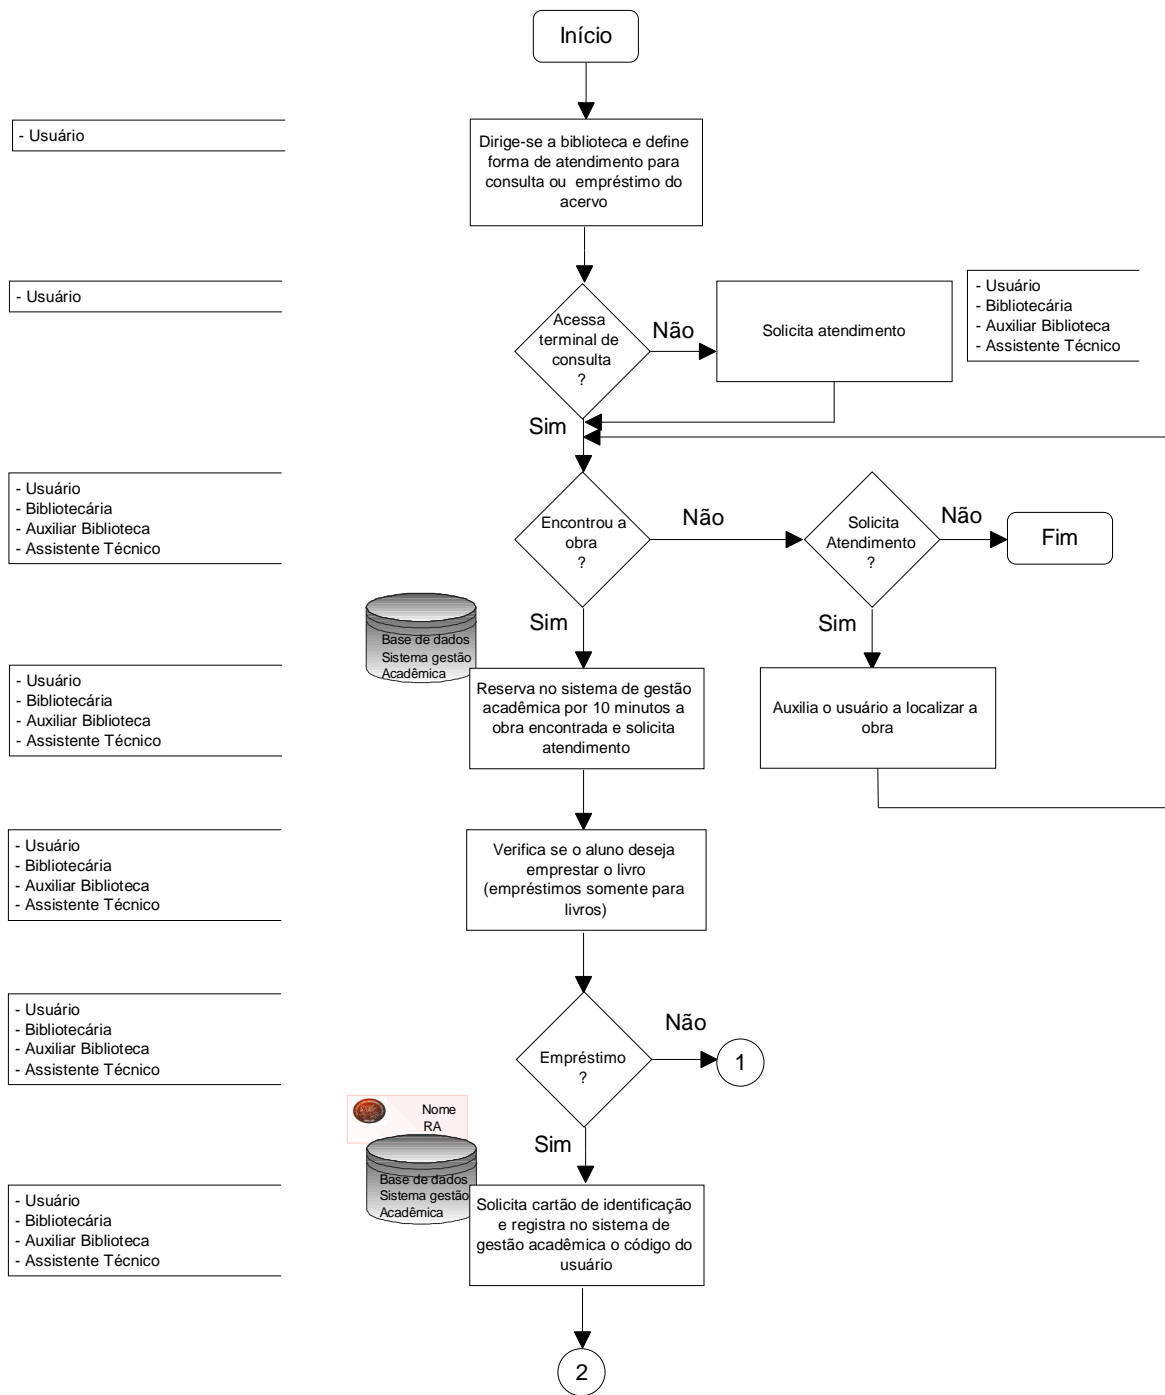 Início
- Usuário
Dirige-se a biblioteca e define
forma de atendimento para
consulta ou empréstimo do
acervo
- Usuário
Acessa
terminal de
consulta
?
Não
Solicita atendimento
- Usuário
- Bibliotecária
- Auxiliar Biblioteca
- Assistente Técnico
Sim
- Usuário
- Bibliotecária
- Auxiliar Biblioteca
- Assistente Técnico
Encontrou a
obra
?
Não
Solicita
Atendimento
?
Não
Fim
Sim
Sim
Base de dados
Sistema gestão
Acadêmica
- Usuário
- Bibliotecária
- Auxiliar Biblioteca
- Assistente Técnico
Reserva no sistema de gestão
acadêmica por 10 minutos a
obra encontrada e solicita
atendimento
Auxilia o usuário a localizar a
obra
- Usuário
- Bibliotecária
- Auxiliar Biblioteca
- Assistente Técnico
Verifica se o aluno deseja
emprestar o livro
(empréstimos somente para
livros)
- Usuário
- Bibliotecária
- Auxiliar Biblioteca
- Assistente Técnico
Empréstimo
?
Não
1
Sim
Nome
RA
Base de dados
Sistema gestão
Acadêmica
- Usuário
- Bibliotecária
- Auxiliar Biblioteca
- Assistente Técnico
Solicita cartão de identificação
e registra no sistema de
gestão acadêmica o código do
usuário
2